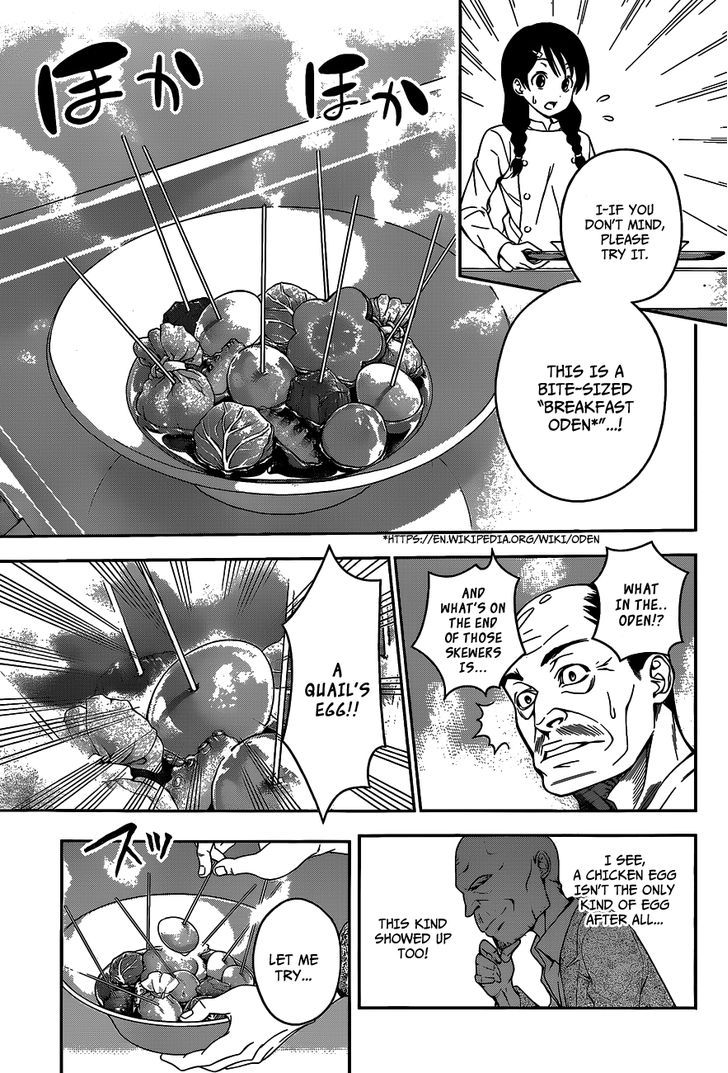 I-IF YOU
DON'T MIND,
PLEASE
TRY IT.
THIS IS A
BITE-SIZED
"BREAKFAST
ODEN*"...!
ほか
ほか
*HTTPS://EN.WIKIPEDIA.ORG/WIKI/ODEN
WHAT
IN THE..
ODEN!?
AND
WHAT'S ON
THE END
OF THOSE
SKEWERS
IS...
A
QUAIL'S
EGG!!
I SEE,
A CHICKEN EGG
ISN'T THE ONLY
KIND OF EGG
AFTER ALL...
THIS KIND
SHOWED UP
TOO!
スッ
LET ME
TRY...